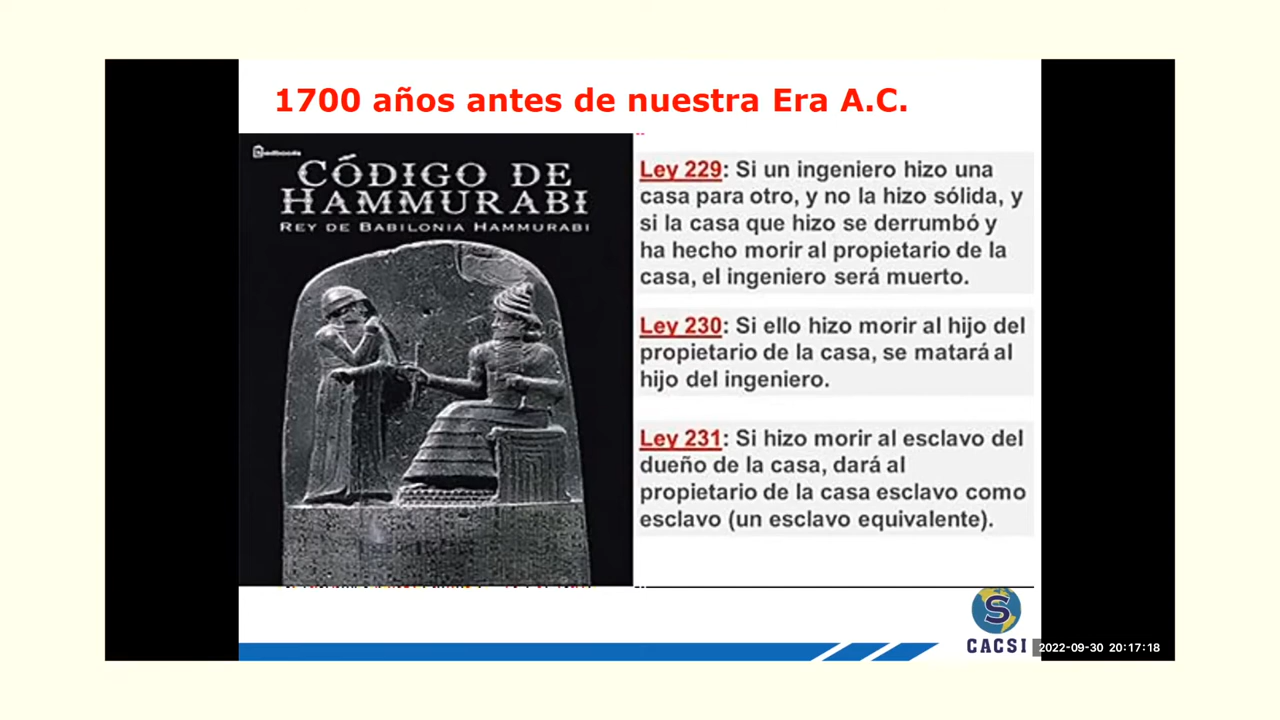 1700 años antes de nuestra Era A.C.
CÓDIGO DE
HAMMURABI
REY DE BABILONIA HAMMURABI
Ley 229: Si un ingeniero hizo una
casa para otro, y no la hizo sólida, y
si la casa que hizo se derrumbó y
ha hecho morir al propietario de la
casa, el ingeniero será muerto.
Ley 230: Si ello hizo morir al hijo del
propietario de la casa, se matará al
hijo del ingeniero.
Ley 231: Si hizo morir al esclavo del
dueño de la casa, dará al
propietario de la casa esclavo como
esclavo (un esclavo equivalente).
S
CACSI
2022-09-30 20:17:18